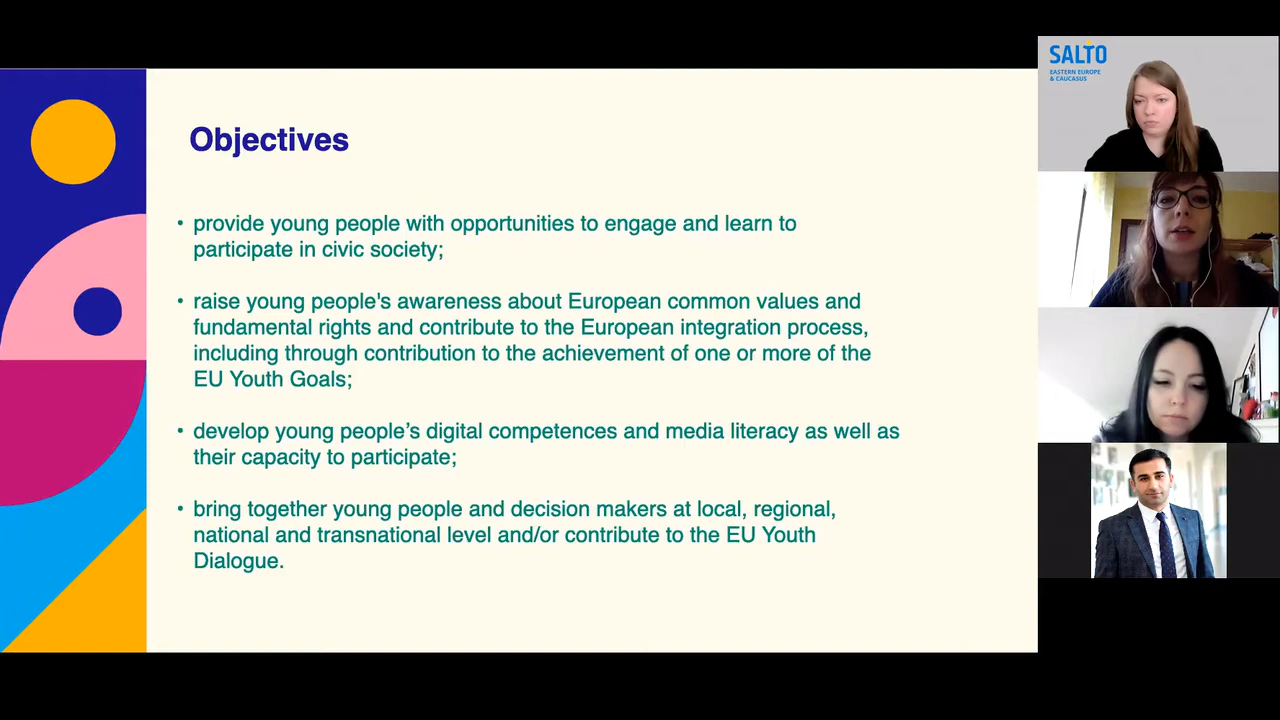 Objectives
• provide young people with opportunities to engage and learn to
participate in civic society;
• raise young people's awareness about European common values and
fundamental rights and contribute to the European integration process,
including through contribution to the achievement of one or more of the
EU Youth Goals;
• develop young people’s digital competences and media literacy as well as
their capacity to participate;
• bring together young people and decision makers at local, regional,
national and transnational level and/or contribute to the EU Youth
Dialogue.
SALTO
EASTERN EUROPE
& CAUCASUS